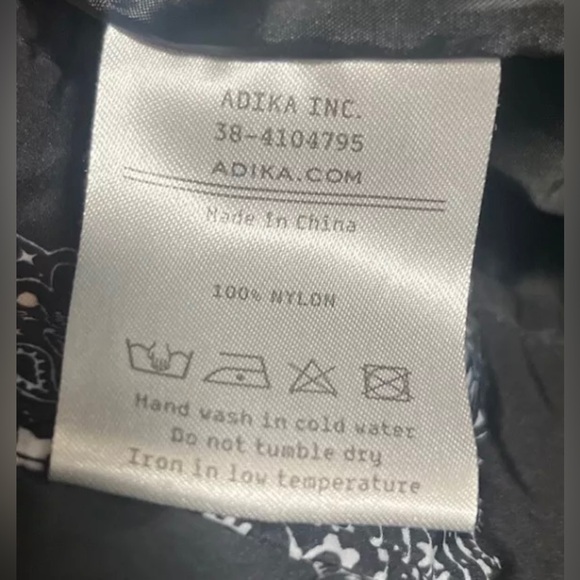 ADIKA INC.
38-4104795
ADIKA.COM
Made In China
100% NYLON
Hand wash in cold water
Do not tumble dry
Iron in low temperature